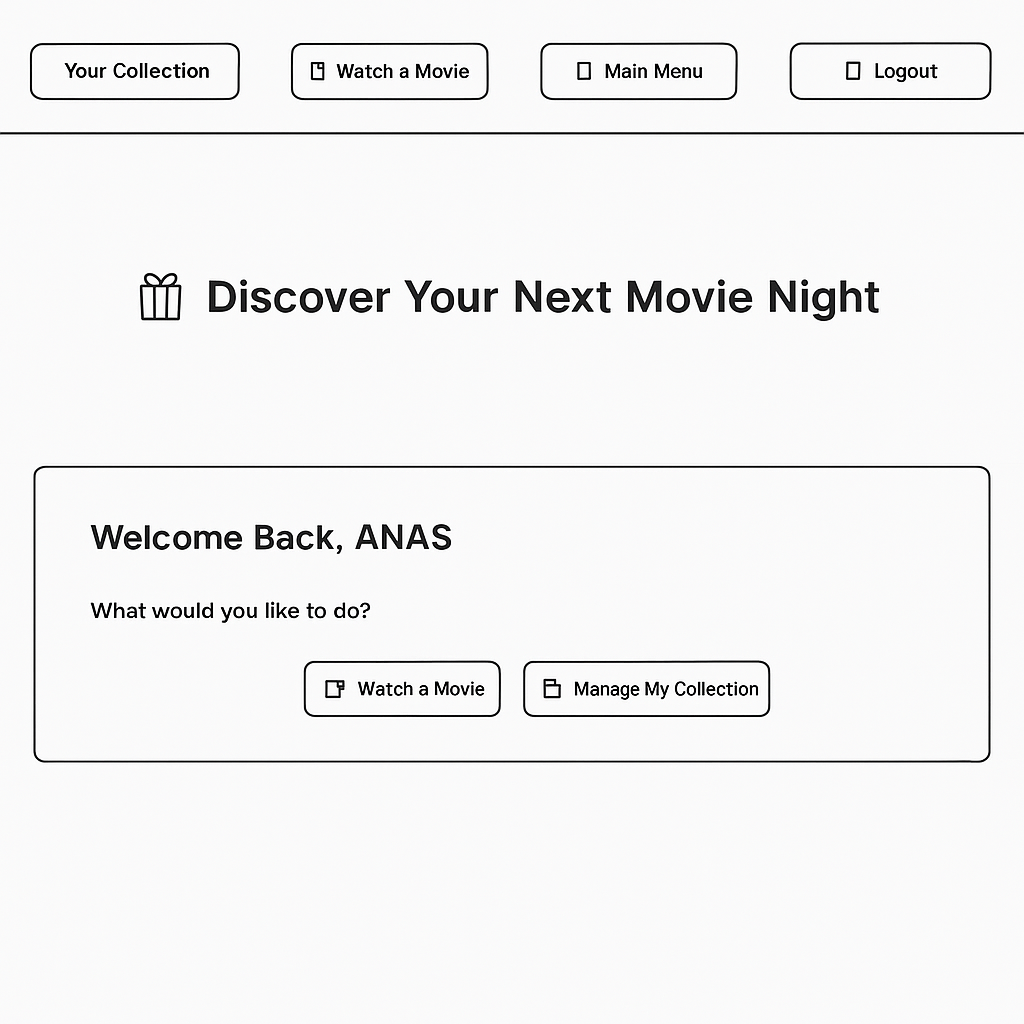 Your Collection
Watch a Movie
Main Menu
Logout
Discover Your Next Movie Night
Welcome Back, ANAS
What would you like to do?
Watch a Movie
Manage My Collection